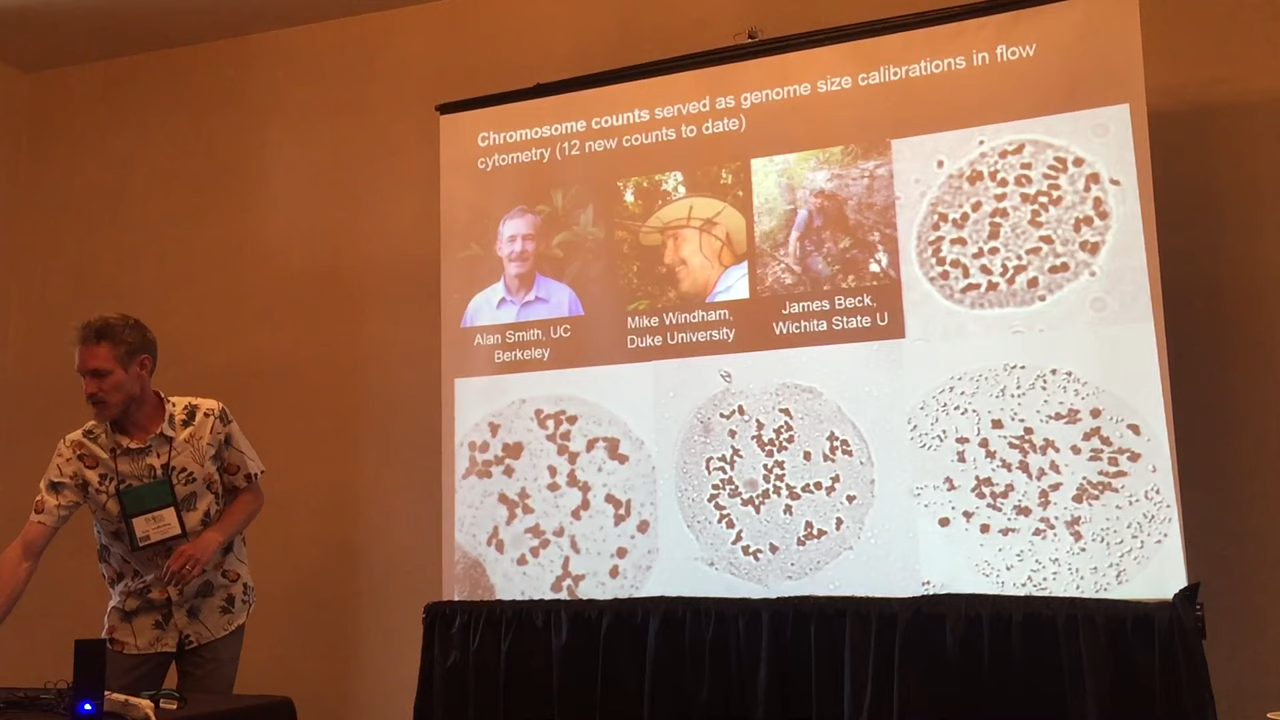 Chromosome counts served as genome size calibrations in flow
cytometry (12 new counts to date)
Alan Smith, UC
Berkeley
Mike Windham,
Duke University
James Beck,
Wichita State U